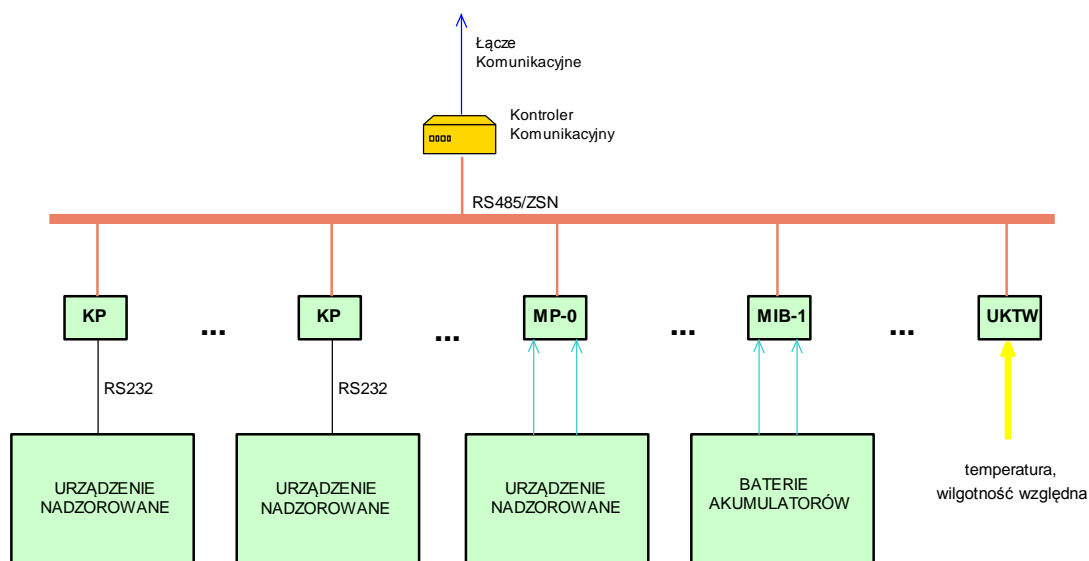 Łącze
Komunikacyjne
Kontroler
Komunikacyjny
RS485/ZSN
KP
...
KP
...
MP-0
...
MIB-1
...
UKTW
RS232
RS232
URZĄDZENIE
NADZOROWANE
URZĄDZENIE
NADZOROWANE
URZĄDZENIE
NADZOROWANE
BATERIE
AKUMULATORÓW
temperatura,
wilgotność względna